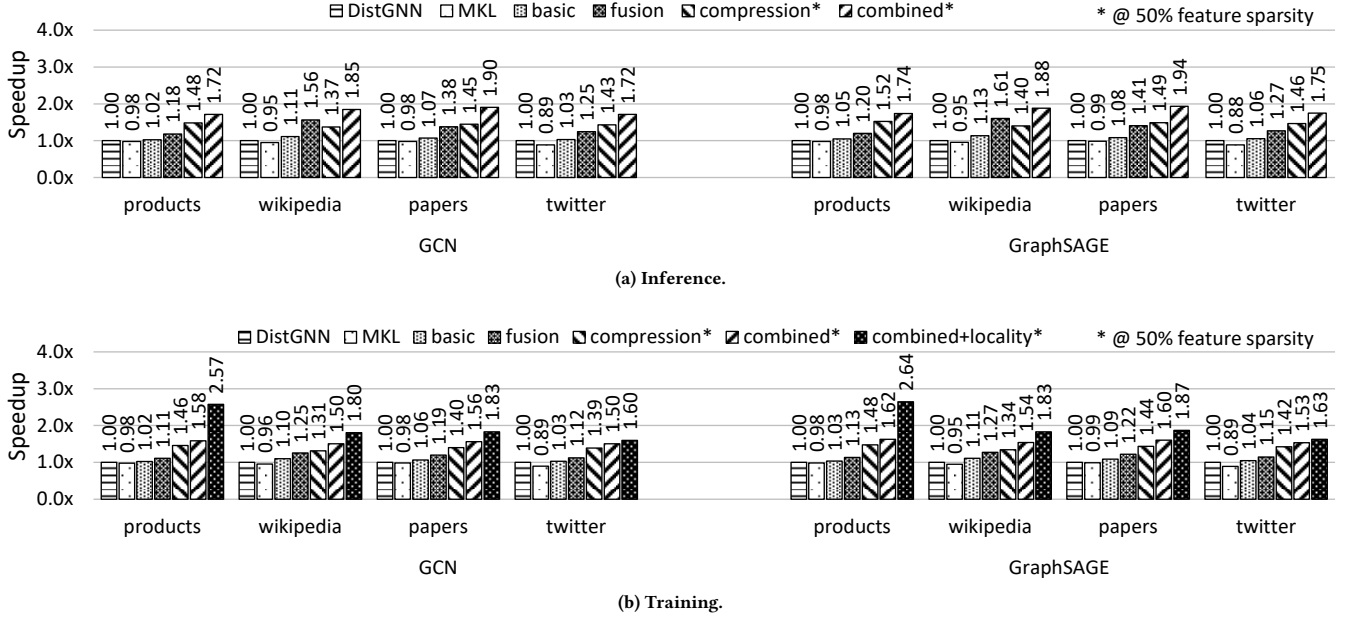 DistGNN MKL basic fusion compression* combined* * @ 50% feature sparsity
Speedup
4.0x
3.0x
2.0x
1.0x
0.0x
1.00 0.98 1.02 1.18 1.48 1.72 1.00 0.95 1.11 1.56 1.37 1.85 1.00 0.98 1.07 1.38 1.45 1.90 1.00 0.89 1.03 1.25 1.43 1.72 1.00 0.98 1.05 1.20 1.52 1.74 1.00 0.95 1.13 1.61 1.40 1.88 1.00 0.99 1.08 1.41 1.49 1.94 1.00 0.88 1.06 1.27 1.46 1.75
products wikipedia papers twitter products wikipedia papers twitter
GCN GraphSAGE
(a) Inference.
DistGNN MKL basic fusion compression* combined* combined+locality* * @ 50% feature sparsity
Speedup
4.0x
3.0x
2.0x
1.0x
0.0x
1.00 0.98 1.02 1.11 1.46 1.58 2.57 1.00 0.96 1.10 1.25 1.31 1.50 1.80 1.00 0.98 1.06 1.19 1.40 1.56 1.83 1.00 0.89 1.03 1.12 1.39 1.50 1.60 1.00 0.98 1.03 1.13 1.48 1.62 2.64 1.00 0.95 1.11 1.27 1.34 1.54 1.83 1.00 0.99 1.09 1.22 1.44 1.60 1.87 1.00 0.89 1.04 1.15 1.42 1.53 1.63
products wikipedia papers twitter products wikipedia papers twitter
GCN GraphSAGE
(b) Training.